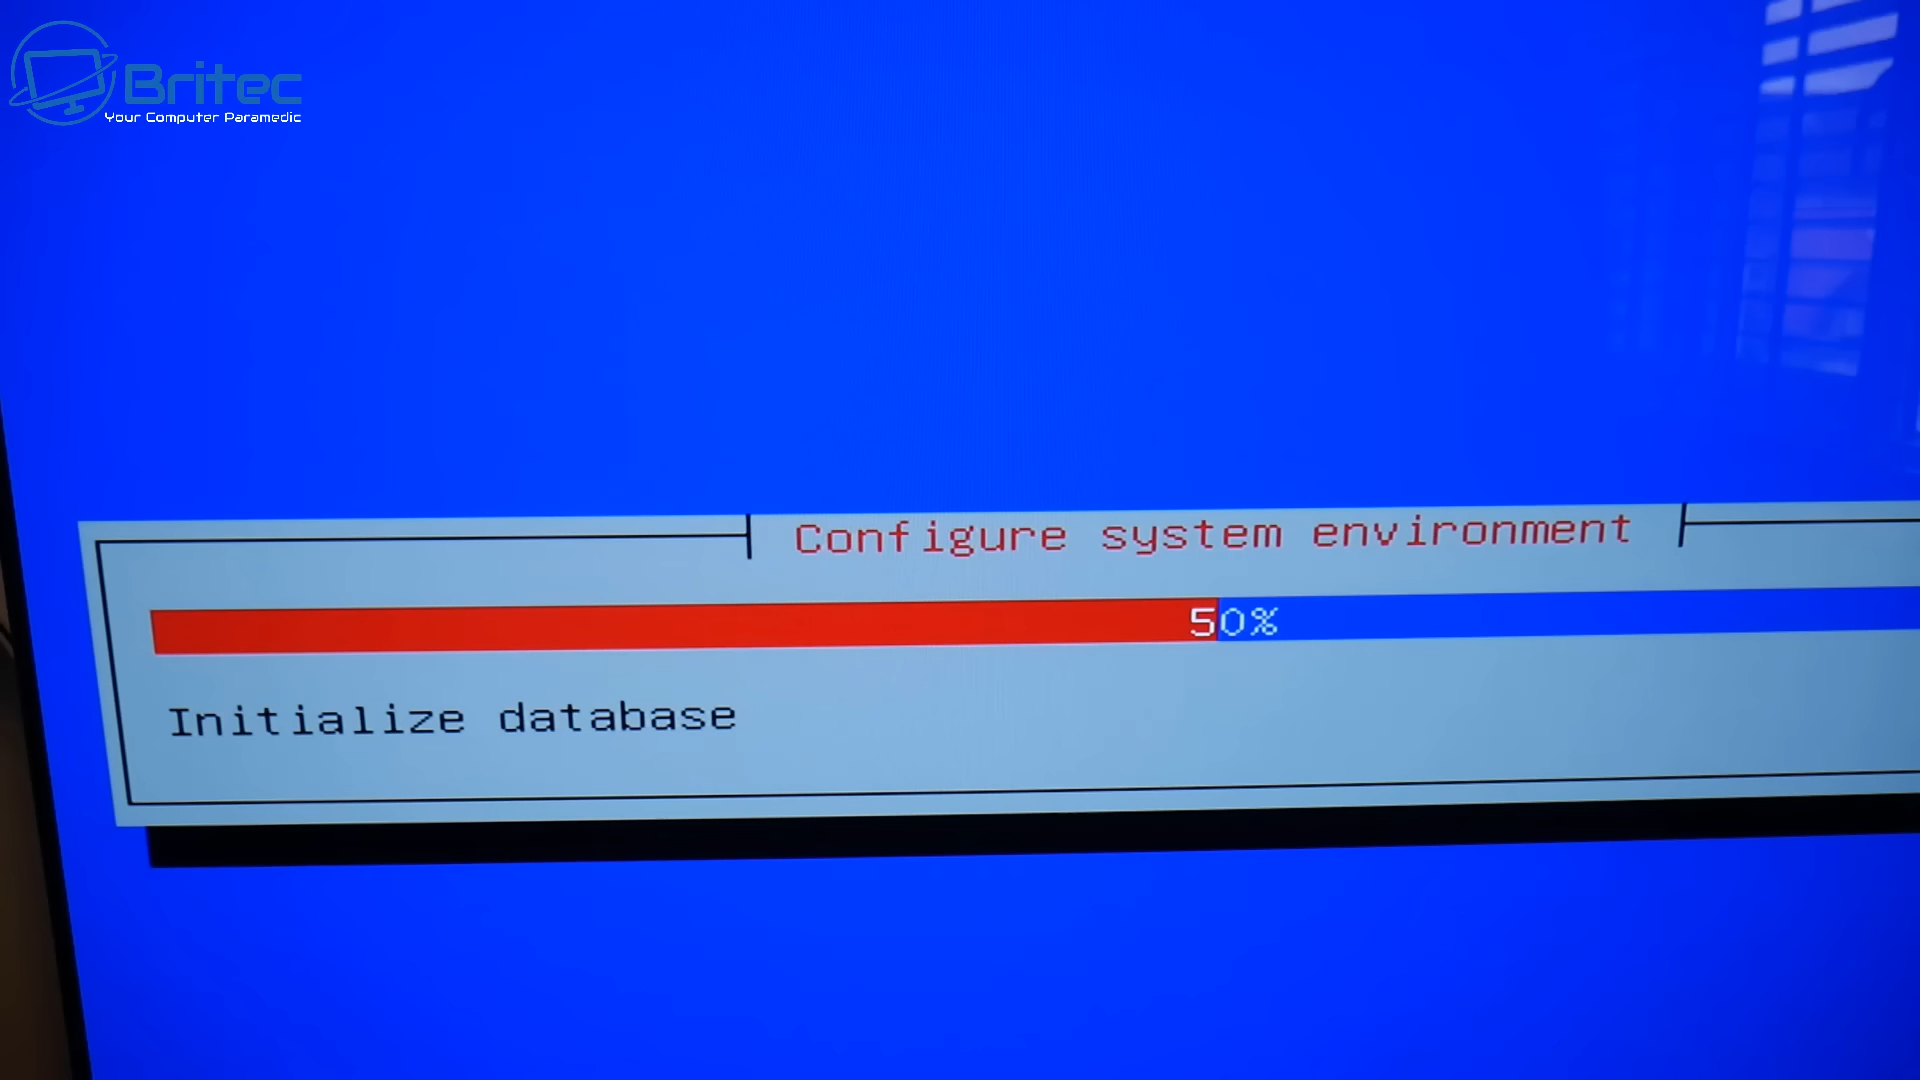 Britec
Your Computer Paramedic
Configure system environment
50%
Initialize database